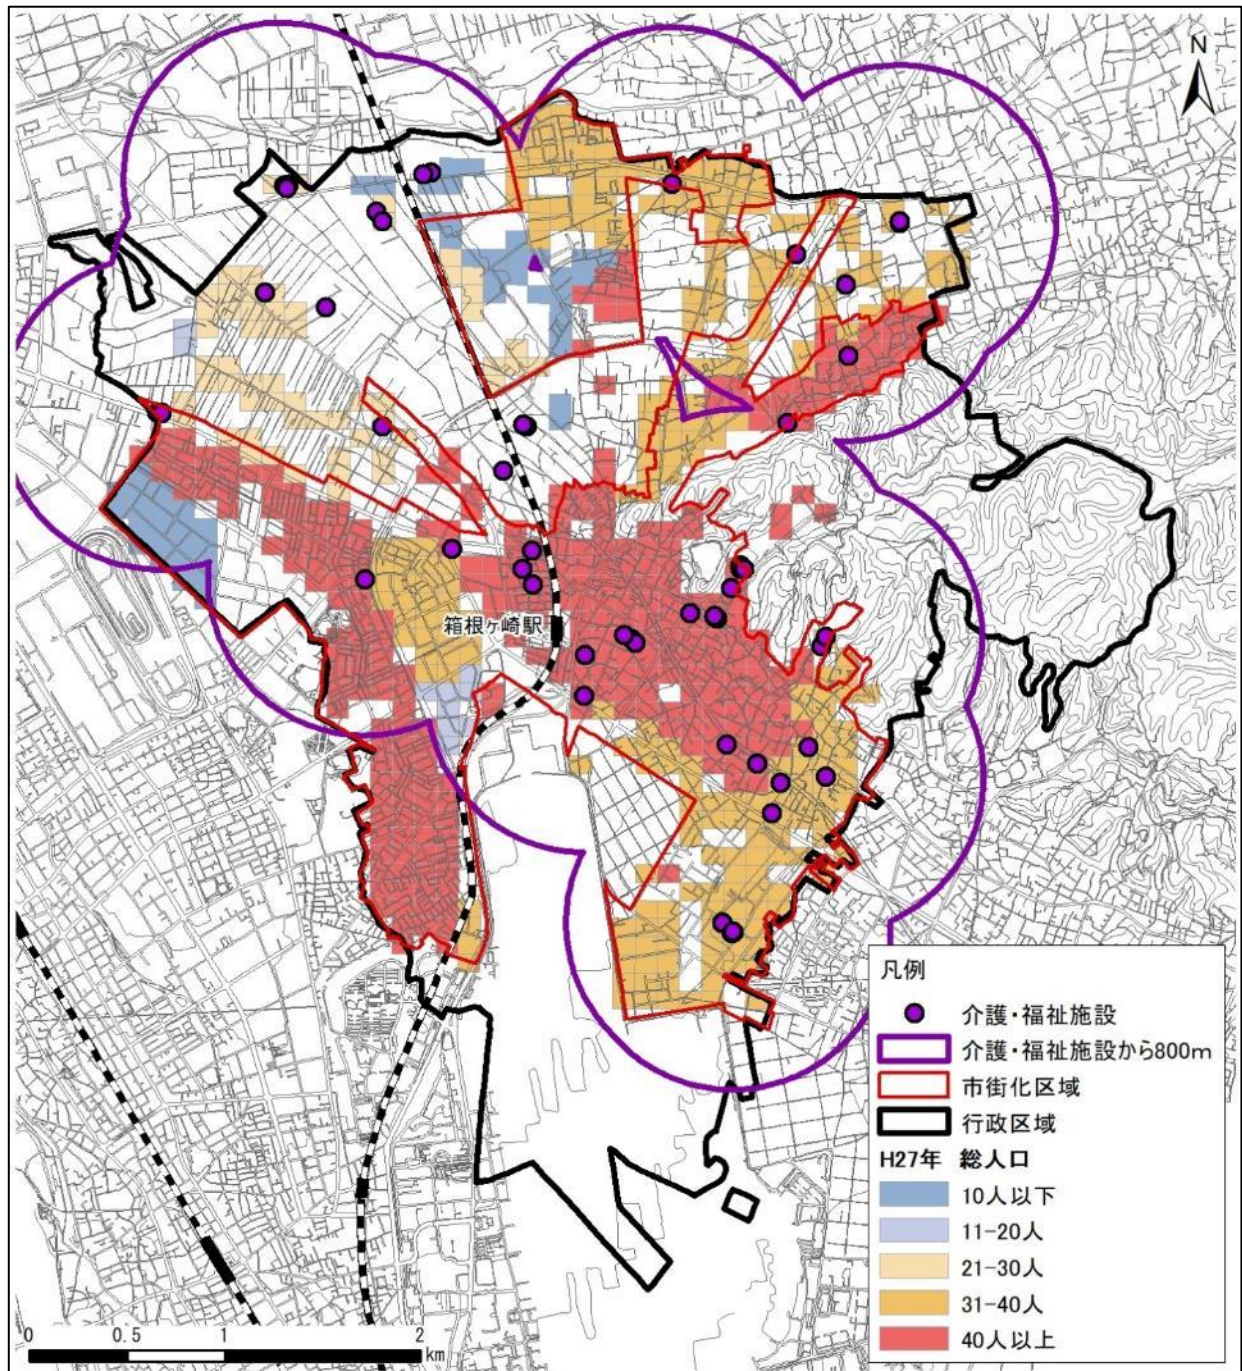 N
箱根ヶ崎駅
凡例
介護・福祉施設
介護・福祉施設から800m
市街化区域
行政区域
H27年 総人口
10人以下
11-20人
21-30人
31-40人
40人以上
0 0.5 1 2
km